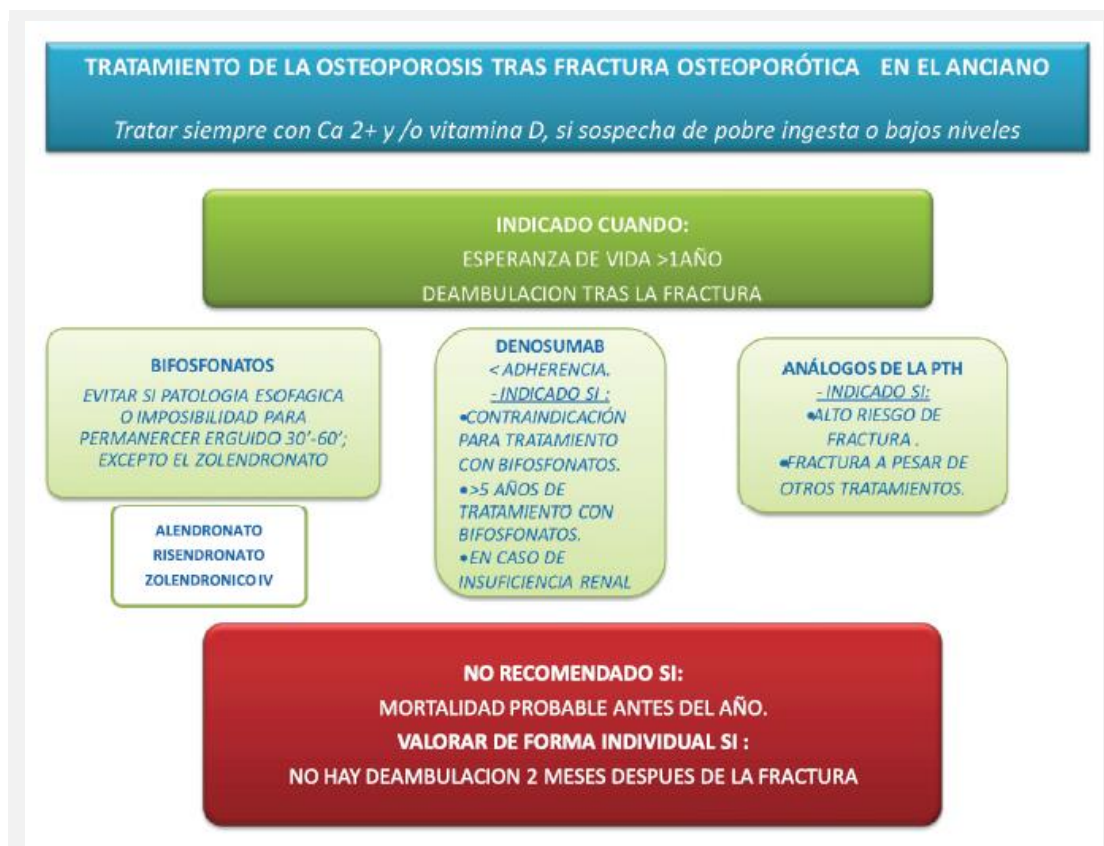 TRATAMIENTO DE LA OSTEOPOROSIS TRAS FRACTURA OSTEOPORÓTICA EN EL ANCIANO
Tratar siempre con Ca 2+ y /o vitamina D, si sospecha de pobre ingesta o bajos niveles
INDICADO CUANDO:
ESPERANZA DE VIDA >1AÑO
DEAMBULACION TRAS LA FRACTURA
BIFOSFONATOS
EVITAR SI PATOLOGIA ESOFAGICA
O IMPOSIBILIDAD PARA
PERMANERCER ERGUIDO 30'-60';
EXCEPTO EL ZOLENDRONATO
ALENDRONATO
RISENDRONATO
ZOLENDRONICO IV
DENOSUMAB
< ADHERENCIA.
- INDICADO SI :
•CONTRAINDICACIÓN
PARA TRATAMIENTO
CON BIFOSFONATOS.
•>5 AÑOS DE
TRATAMIENTO CON
BIFOSFONATOS.
•EN CASO DE
INSUFICIENCIA RENAL
ANÁLOGOS DE LA PTH
- INDICADO SI:
•ALTO RIESGO DE
FRACTURA .
•FRACTURA A PESAR DE
OTROS TRATAMIENTOS.
NO RECOMENDADO SI:
MORTALIDAD PROBABLE ANTES DEL AÑO.
VALORAR DE FORMA INDIVIDUAL SI :
NO HAY DEAMBULACION 2 MESES DESPUES DE LA FRACTURA